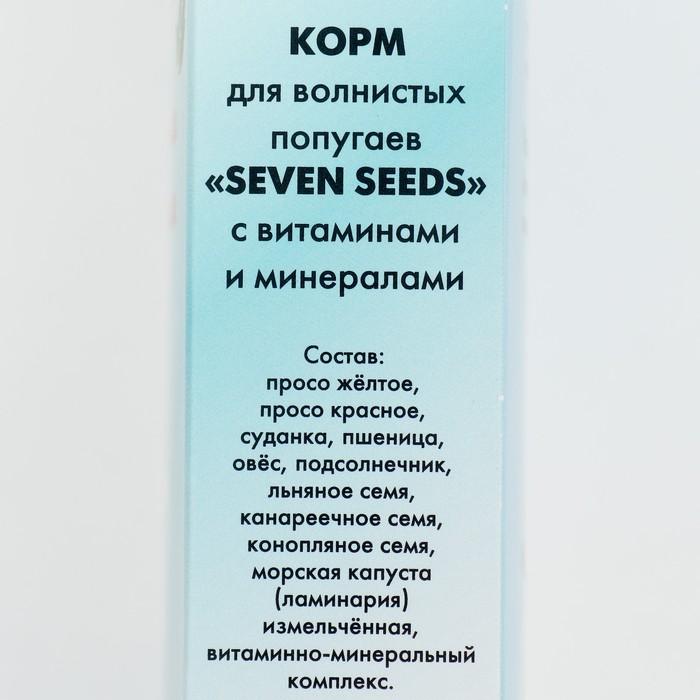 КОРМ
для волнистых
попугаев
«SEVEN SEEDS»
с витаминами
и минералами
Состав:
просо жёлтое,
просо красное,
суданка, пшеница,
овёс, подсолнечник,
льняное семя,
канареечное семя,
конопляное семя,
морская капуста
(ламинария)
измельчённая,
витаминно-минеральный
комплекс.